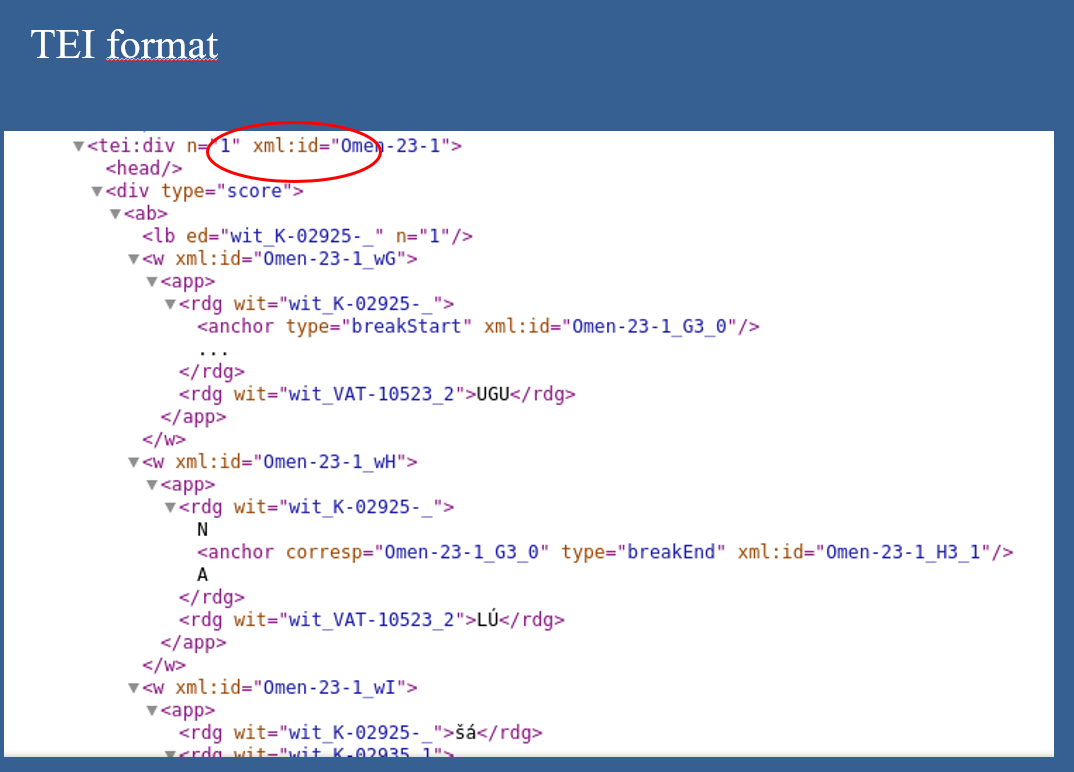 TEI format
▼<tei:div n="1" xml:id="Omen-23-1">
<head/>
▼<div type="score">
▼<ab>
<lb ed="wit_K-02925-_" n="1"/>
▼<w xml:id="Omen-23-1_wG">
▼<app>
▼<rdg wit="wit_K-02925-_">
<anchor type="breakStart" xml:id="Omen-23-1_G3_0"/>
...
</rdg>
<rdg wit="wit_VAT-10523_2">UGU</rdg>
</app>
</w>
▼<w xml:id="Omen-23-1_wH">
▼<app>
▼<rdg wit="wit_K-02925-_">
N
<anchor corresp="Omen-23-1_G3_0" type="breakEnd" xml:id="Omen-23-1_H3_1"/>
A
</rdg>
<rdg wit="wit_VAT-10523_2">LÚ</rdg>
</app>
</w>
▼<w xml:id="Omen-23-1_wI">
▼<app>
<rdg wit="wit_K-02925-_">šá</rdg>
▼<rdg wit="wit_K-02935_1">